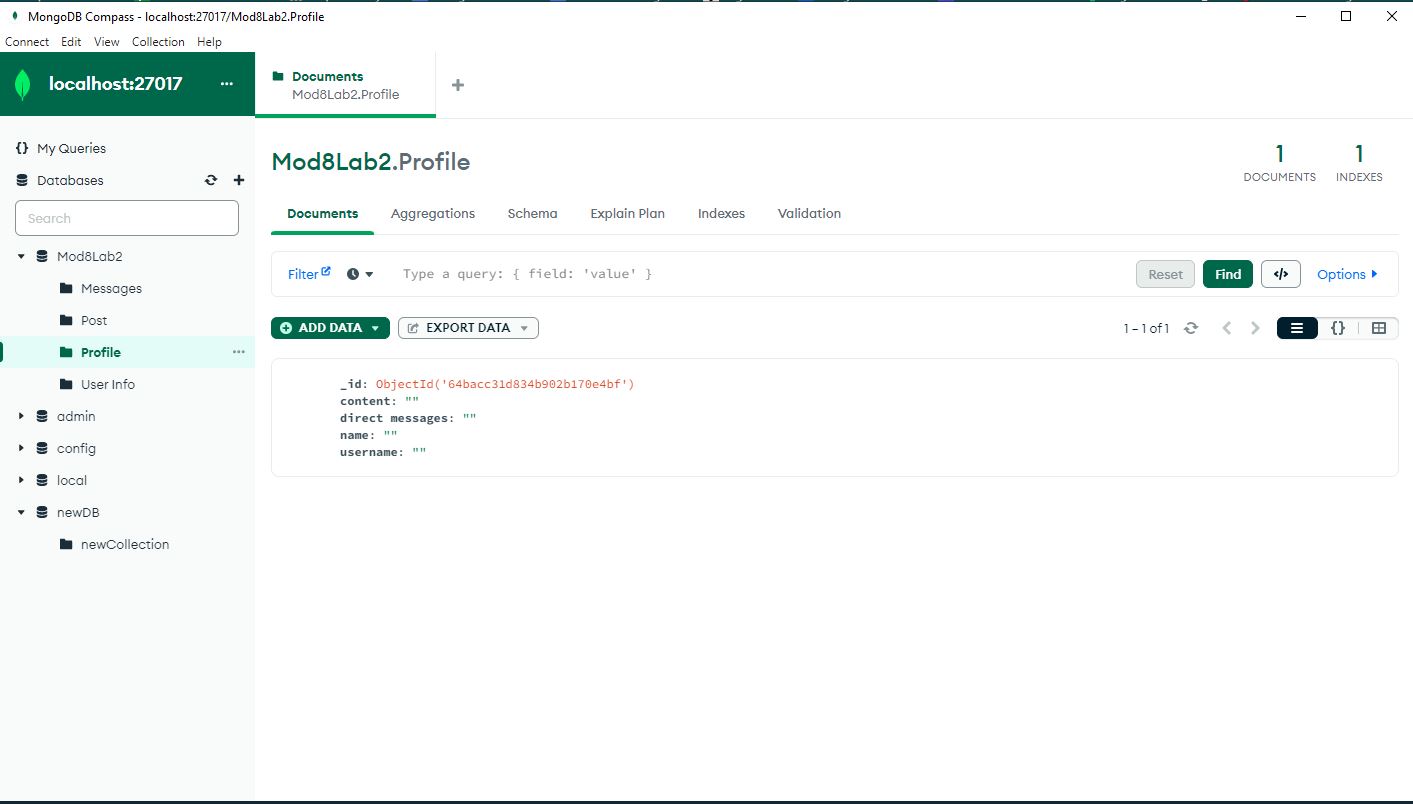 MongoDB Compass - localhost:27017/Mod8Lab2.Profile
Connect Edit View Collection Help
localhost:27017 ...
Documents
Mod8Lab2.Profile
+
{} My Queries
Databases
Search
Mod8Lab2
Messages
Post
Profile
User Info
admin
config
local
newDB
newCollection
Mod8Lab2.Profile
1
DOCUMENTS
1
INDEXES
Documents Aggregations Schema Explain Plan Indexes Validation
Filter Type a query: { field: 'value' } Reset Find </> Options
ADD DATA EXPORT DATA 1 – 1 of 1 {}
_id: ObjectId('64bacc31d834b902b170e4bf')
content: ""
direct messages: ""
name: ""
username: ""